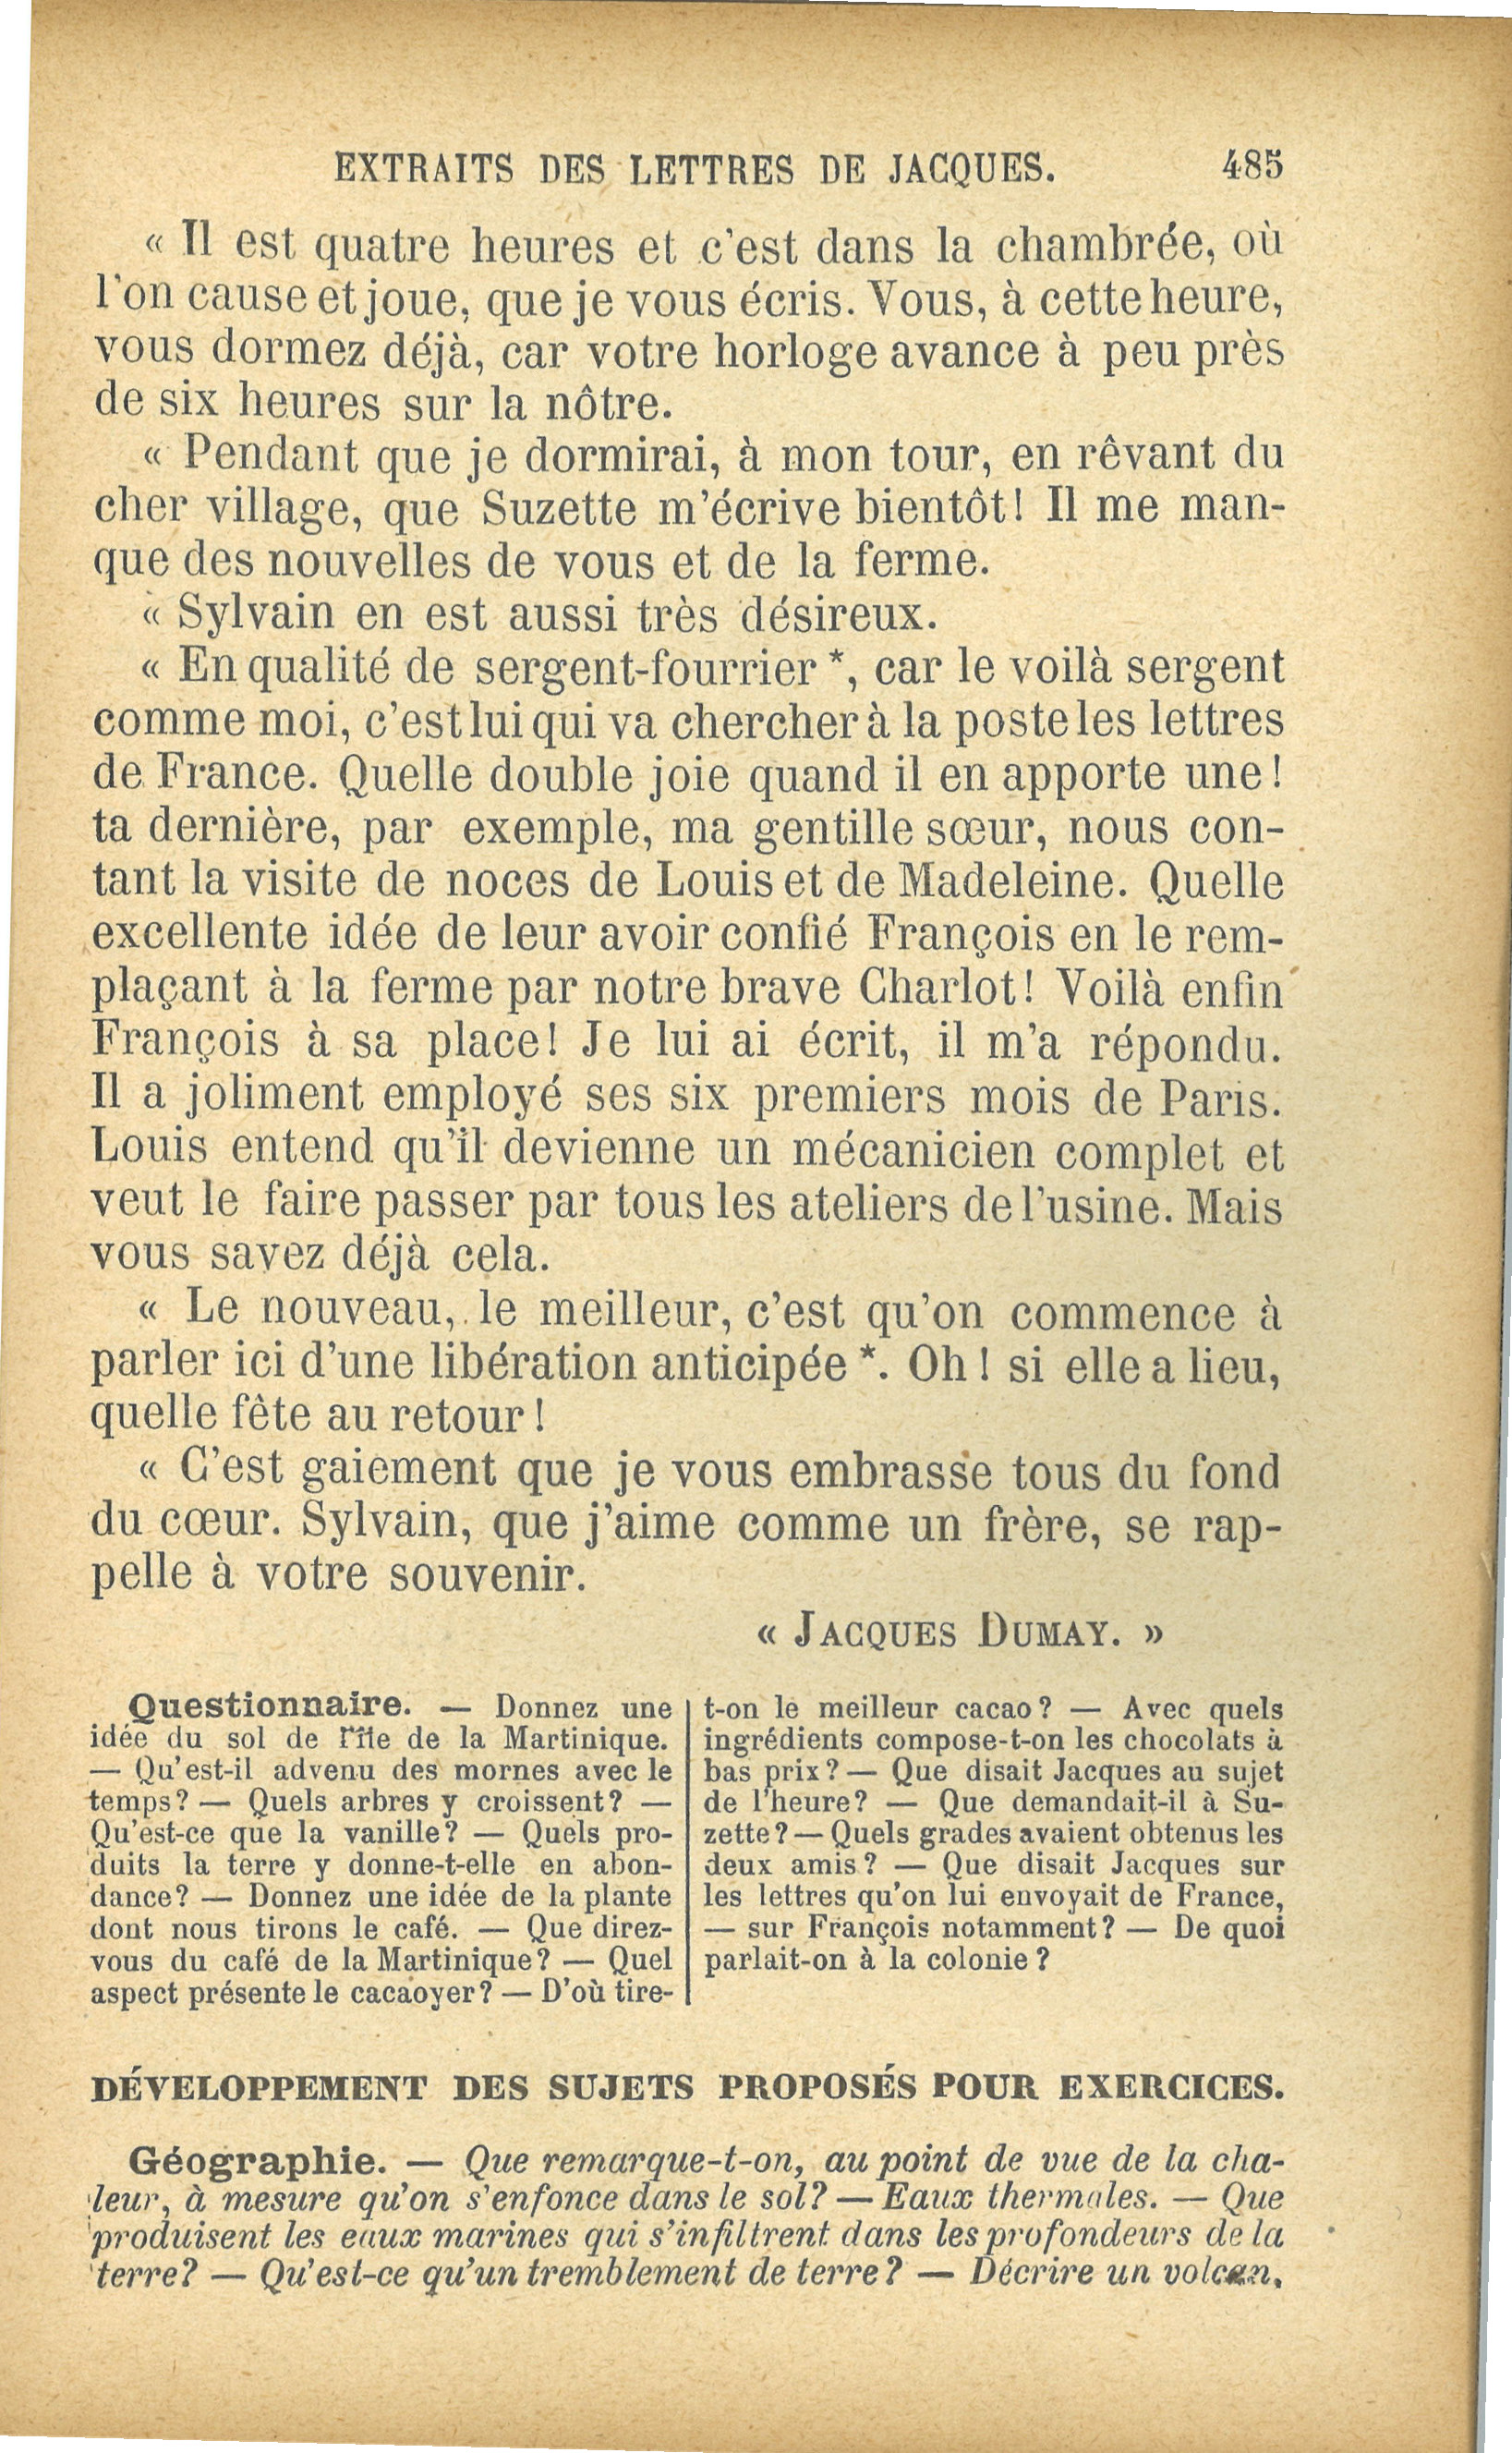 EXTRAITS DES LETTRES DE JACQUES. 485
« Il est quatre heures et c'est dans la chambrée, où
l'on cause et joue, que je vous écris. Vous, à cette heure,
vous dormez déjà, car votre horloge avance à peu près
de six heures sur la nôtre.
« Pendant que je dormirai, à mon tour, en rêvant du
cher village, que Suzette m'écrive bientôt! Il me man-
que des nouvelles de vous et de la ferme.
« Sylvain en est aussi très désireux.
« En qualité de sergent-fourrier *, car le voilà sergent
comme moi, c'est lui qui va chercher à la poste les lettres
de France. Quelle double joie quand il en apporte une!
ta dernière, par exemple, ma gentille sœur, nous con-
tant la visite de noces de Louis et de Madeleine. Quelle
excellente idée de leur avoir confié François en le rem-
plaçant à la ferme par notre brave Charlot! Voilà enfin
François à sa place! Je lui ai écrit, il m'a répondu.
Il a joliment employé ses six premiers mois de Paris.
Louis entend qu'il devienne un mécanicien complet et
veut le faire passer par tous les ateliers de l'usine. Mais
vous savez déjà cela.
« Le nouveau, le meilleur, c'est qu'on commence à
parler ici d'une libération anticipée *. Oh! si elle a lieu,
quelle fête au retour!
« C'est gaiement que je vous embrasse tous du fond
du cœur. Sylvain, que j'aime comme un frère, se rap-
pelle à votre souvenir.
« JACQUES DUMAY. »
Questionnaire. — Donnez une
idée du sol de l'île de la Martinique.
— Qu'est-il advenu des mornes avec le
temps? — Quels arbres y croissent? —
Qu'est-ce que la vanille? — Quels pro-
duits la terre y donne-t-elle en abon-
dance? — Donnez une idée de la plante
dont nous tirons le café. — Que direz-
vous du café de la Martinique? — Quel
aspect présente le cacaoyer? — D'où tire-
t-on le meilleur cacao? — Avec quels
ingrédients compose-t-on les chocolats à
bas prix? — Que disait Jacques au sujet
de l'heure? — Que demandait-il à Su-
zette? — Quels grades avaient obtenus les
deux amis? — Que disait Jacques sur
les lettres qu'on lui envoyait de France,
— sur François notamment? — De quoi
parlait-on à la colonie?
DÉVELOPPEMENT DES SUJETS PROPOSÉS POUR EXERCICES.
Géographie. — Que remarque-t-on, au point de vue de la cha-
leur, à mesure qu'on s'enfonce dans le sol? — Eaux thermales. — Que
produisent les eaux marines qui s'infiltrent dans les profondeurs de la
terre? — Qu'est-ce qu'un tremblement de terre? — Décrire un volcan.